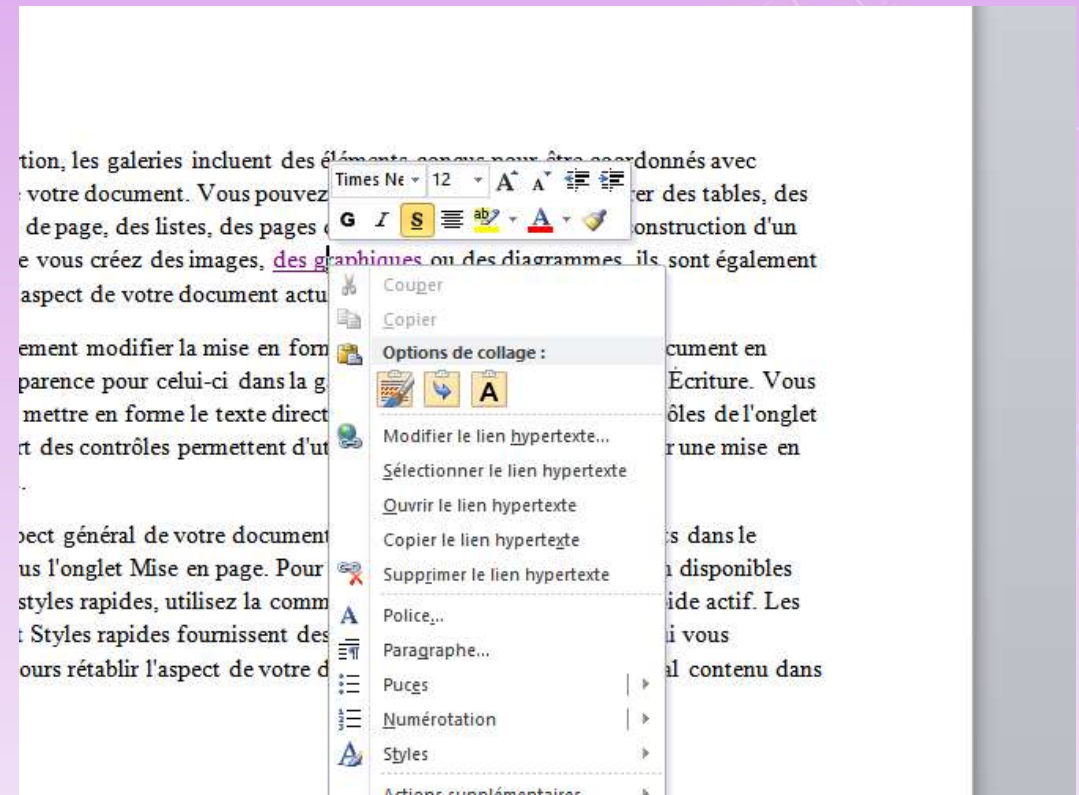 tion, les galeries incluent des éléments conçus pour être coordonnés avec
votre document. Vous pouvez rer des tables, des
de page, des listes, des pages onstruction d'un
e vous créez des images, des graphiques ou des diagrammes, ils sont également
aspect de votre document actu
ement modifier la mise en form cument en
parence pour celui-ci dans la g Écriture. Vous
mettre en forme le texte direct ôles de l'onglet
rt des contrôles permettent d'ut r une mise en
.
pect général de votre document ts dans le
us l'onglet Mise en page. Pour n disponibles
styles rapides, utilisez la comm ide actif. Les
t Styles rapides fournissent des i vous
ours rétablir l'aspect de votre d al contenu dans
Times Ne 12 A A
G I S ab A
Couper
Copier
Options de collage :
A
Modifier le lien hypertexte...
Sélectionner le lien hypertexte
Ouvrir le lien hypertexte
Copier le lien hypertexte
Supprimer le lien hypertexte
A Police...
Paragraphe...
Puces
Numérotation
A Styles
Actions supplémentaires